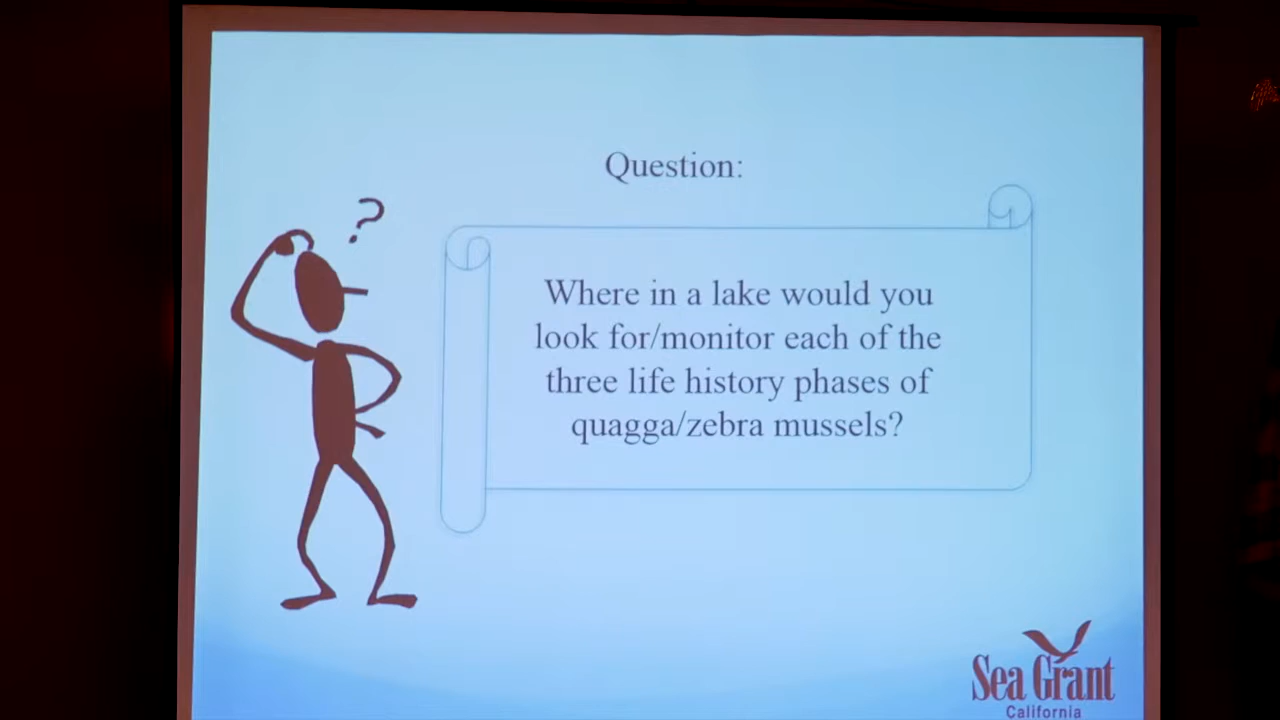 Question:
?
Where in a lake would you
look for/monitor each of the
three life history phases of
quagga/zebra mussels?
Sea Grant
California